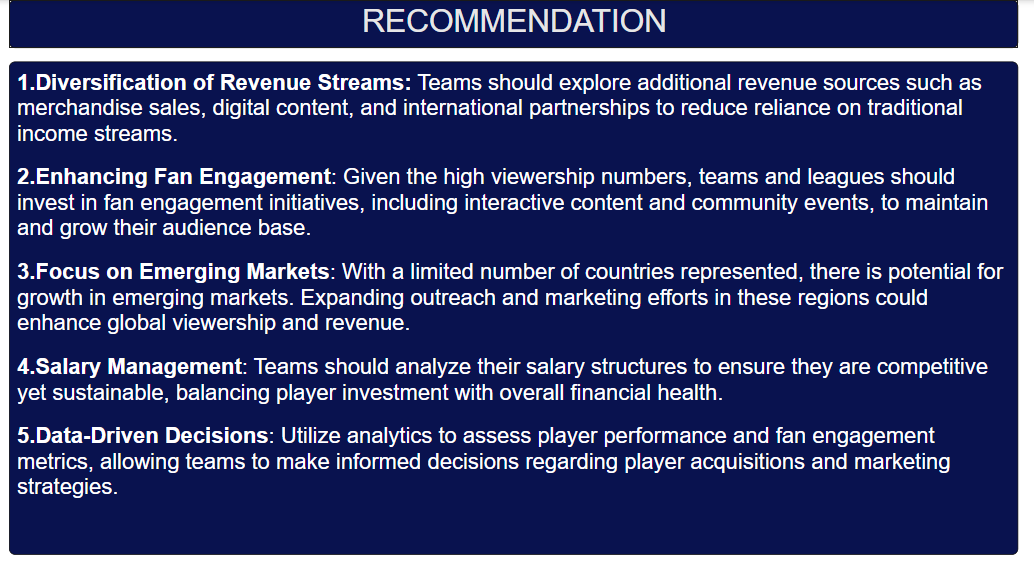 RECOMMENDATION
1.Diversification of Revenue Streams: Teams should explore additional revenue sources such as
merchandise sales, digital content, and international partnerships to reduce reliance on traditional
income streams.
2.Enhancing Fan Engagement: Given the high viewership numbers, teams and leagues should
invest in fan engagement initiatives, including interactive content and community events, to maintain
and grow their audience base.
3.Focus on Emerging Markets: With a limited number of countries represented, there is potential for
growth in emerging markets. Expanding outreach and marketing efforts in these regions could
enhance global viewership and revenue.
4.Salary Management: Teams should analyze their salary structures to ensure they are competitive
yet sustainable, balancing player investment with overall financial health.
5.Data-Driven Decisions: Utilize analytics to assess player performance and fan engagement
metrics, allowing teams to make informed decisions regarding player acquisitions and marketing
strategies.